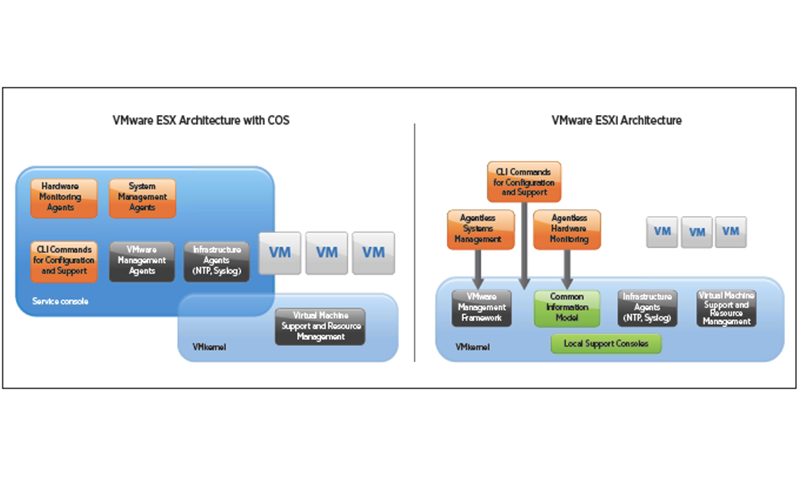 VMware ESX Architecture with COS
Hardware
Monitoring
Agents
System
Management
Agents
CLI Commands
for Configuration
and Support
VMware
Management
Agents
Infrastructure
Agents
(NTP, Syslog)
VM
VM
VM
Service console
Virtual Machine
Support and Resource
Management
VMkernel
VMware ESXi Architecture
CLI Commands
for Configuration
and Support
Agentless
Systems
Management
Agentless
Hardware
Monitoring
VM
VM
VM
VMware
Management
Framework
Common
Information
Model
Infrastructure
Agents
(NTP, Syslog)
Virtual Machine
Support and
Resource
Management
Local Support Consoles
VMkernel